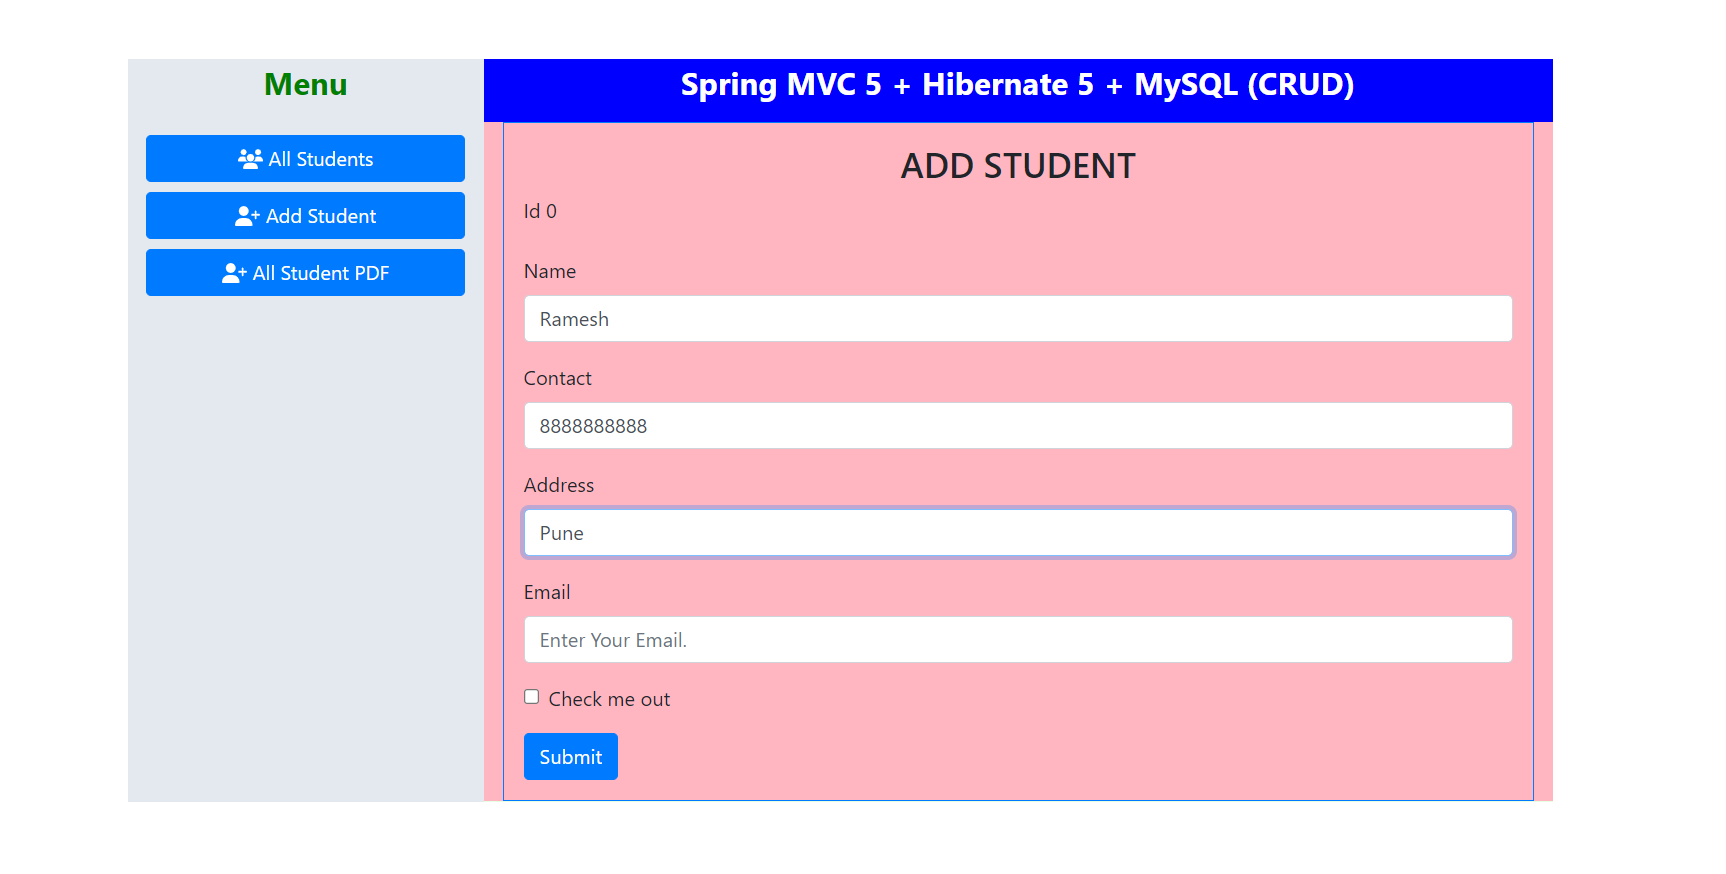 Menu
All Students
Add Student
All Student PDF
Spring MVC 5 + Hibernate 5 + MySQL (CRUD)
ADD STUDENT
Id 0
Name
Ramesh
Contact
8888888888
Address
Pune
Email
Enter Your Email.
Check me out
Submit